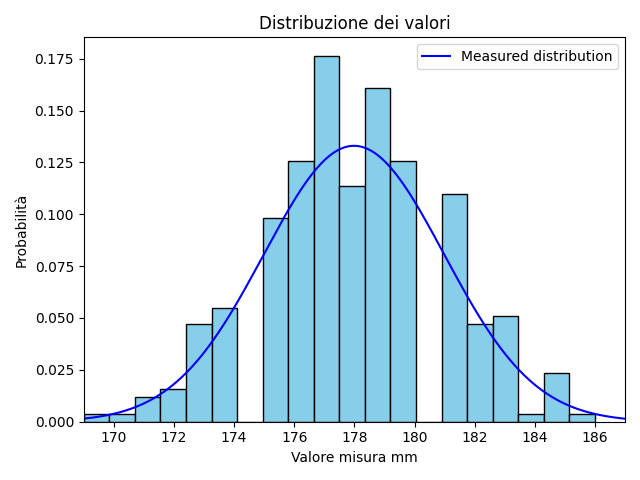 Distribuzione dei valori
Measured distribution
Probabilità
0.175
0.150
0.125
0.100
0.075
0.050
0.025
0.000
170 172 174 176 178 180 182 184 186
Valore misura mm